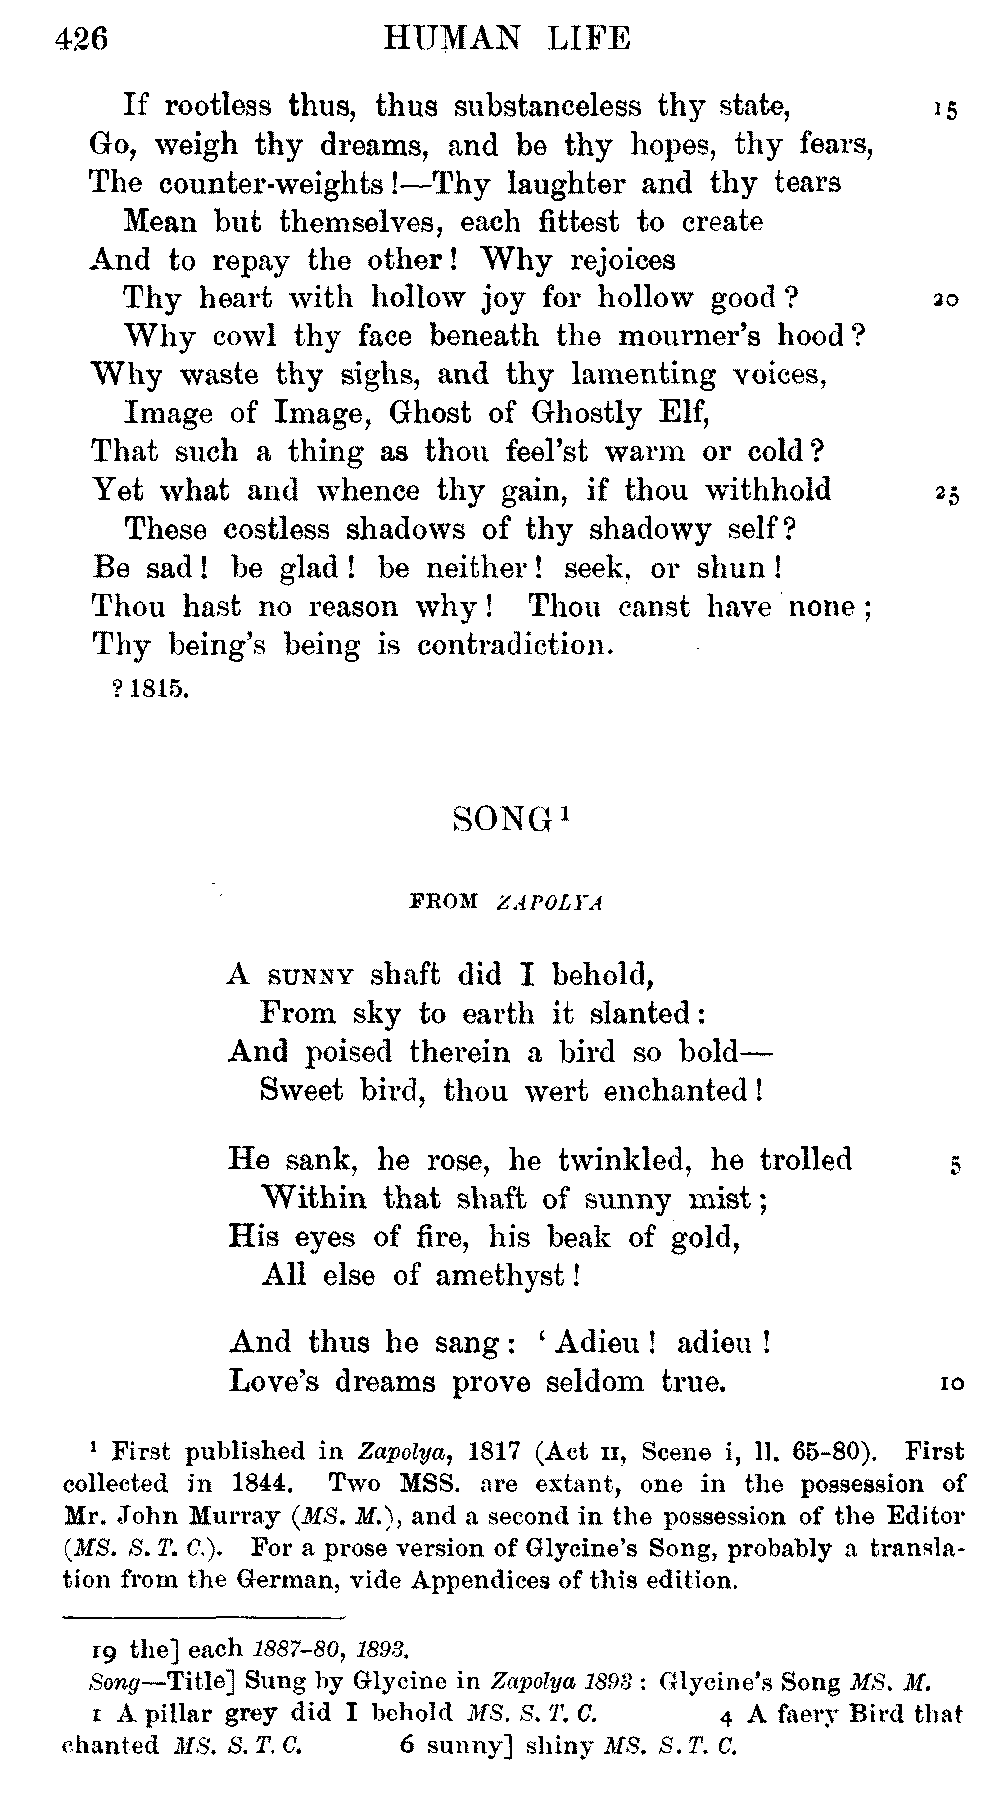 426 HUMAN LIFE
If rootless thus, thus substanceless thy state, 15
Go, weigh thy dreams, and be thy hopes, thy fears,
The counter-weights!—Thy laughter and thy tears
Mean but themselves, each fittest to create
And to repay the other! Why rejoices
Thy heart with hollow joy for hollow good? 20
Why cowl thy face beneath the mourner's hood?
Why waste thy sighs, and thy lamenting voices,
Image of Image, Ghost of Ghostly Elf,
That such a thing as thou feel'st warm or cold?
Yet what and whence thy gain, if thou withhold 25
These costless shadows of thy shadowy self?
Be sad! be glad! be neither! seek, or shun!
Thou hast no reason why! Thou canst have none;
Thy being's being is contradiction.
? 1815.
SONG¹
FROM ZAPOLYA
A SUNNY shaft did I behold,
From sky to earth it slanted:
And poised therein a bird so bold—
Sweet bird, thou wert enchanted!
He sank, he rose, he twinkled, he trolled 5
Within that shaft of sunny mist;
His eyes of fire, his beak of gold,
All else of amethyst!
And thus he sang: 'Adieu! adieu!
Love's dreams prove seldom true. 10
¹ First published in Zapolya, 1817 (Act II, Scene i, ll. 65-80). First
collected in 1844. Two MSS. are extant, one in the possession of
Mr. John Murray (MS. M.), and a second in the possession of the Editor
(MS. S. T. C.). For a prose version of Glycine's Song, probably a transla-
tion from the German, vide Appendices of this edition.
19 the] each 1887-80, 1893.
Song—Title] Sung by Glycine in Zapolya 1893: Glycine's Song MS. M.
1 A pillar grey did I behold MS. S. T. C. 4 A faery Bird that
chanted MS. S. T. C. 6 sunny] shiny MS. S. T. C.